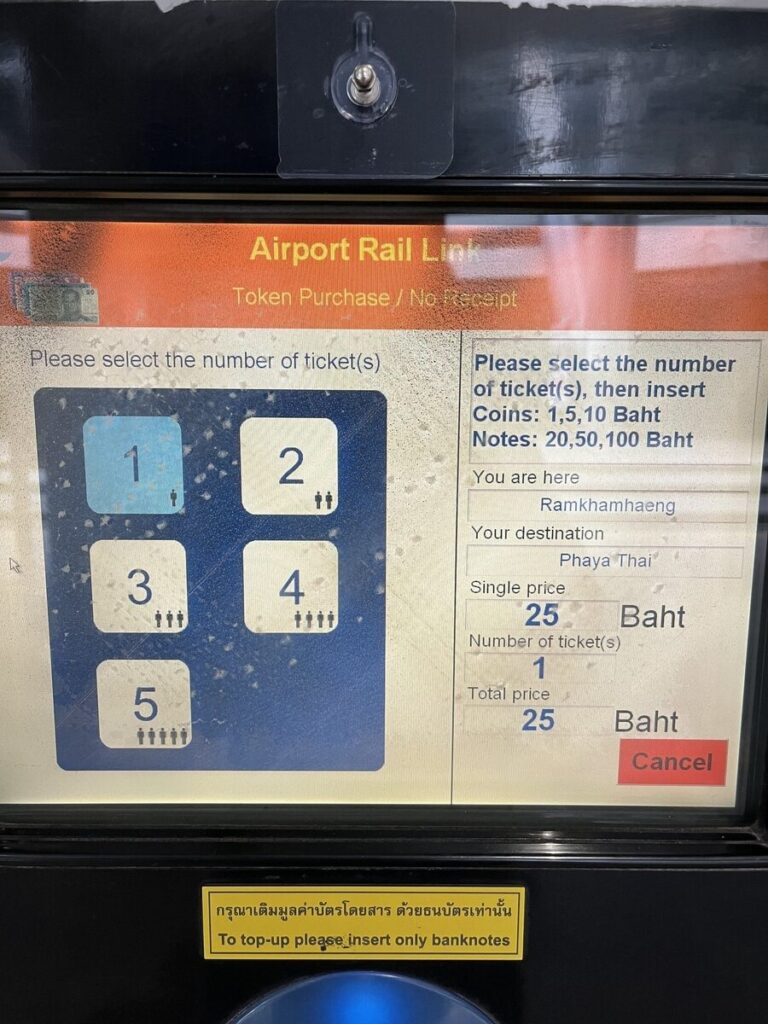 Airport Rail Link
Token Purchase / No Receipt
Please select the number of ticket(s)
1
2
3
4
5
Please select the number
of ticket(s), then insert
Coins: 1,5,10 Baht
Notes: 20,50,100 Baht
You are here
Ramkhamhaeng
Your destination
Phaya Thai
Single price
25 Baht
Number of ticket(s)
1
Total price
25 Baht
Cancel
กรุณาเติมมูลค่าบัตรโดยสาร ด้วยธนบัตรเท่านั้น
To top-up please insert only banknotes